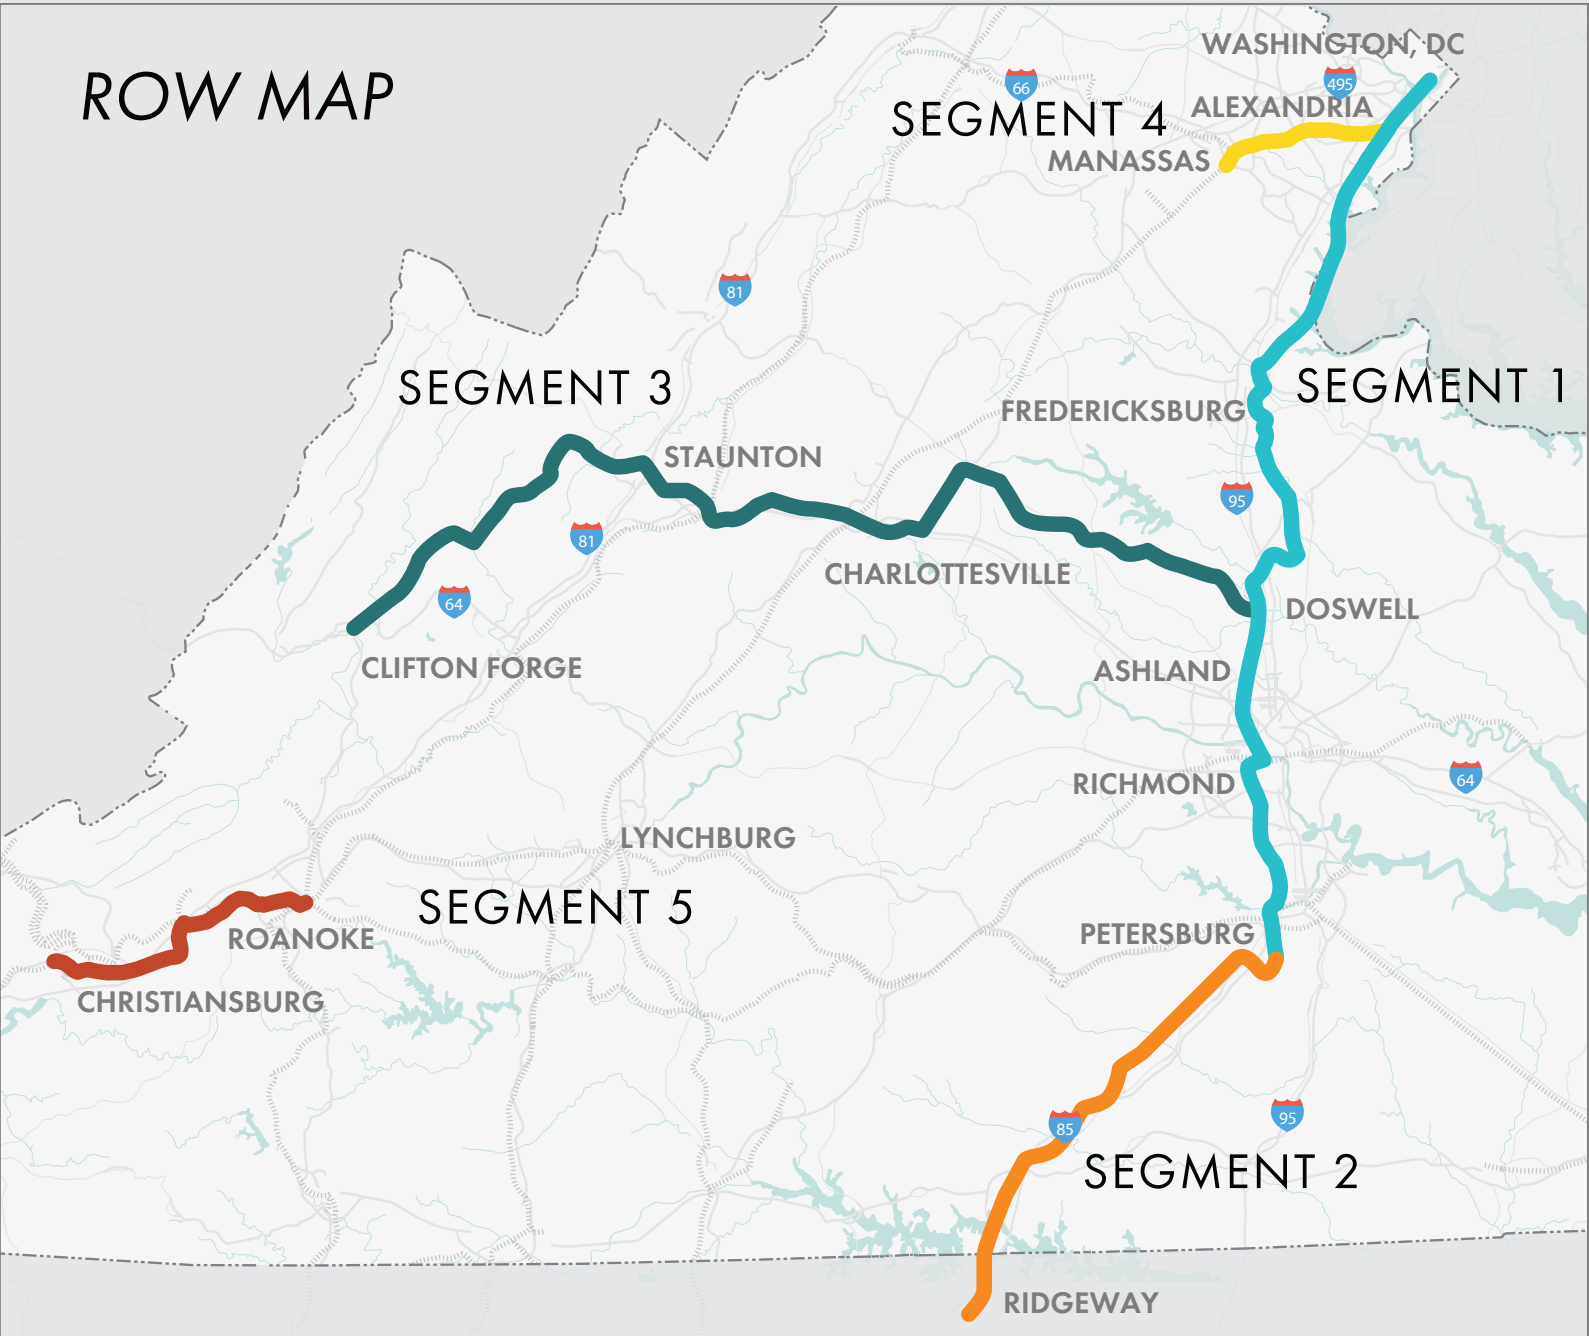 WASHINGTON, DC
ROW MAP
66
495
SEGMENT 4
ALEXANDRIA
MANASSAS
81
SEGMENT 3
SEGMENT 1
FREDERICKSBURG
STAUNTON
95
81
CHARLOTTESVILLE
64
DOSWELL
CLIFTON FORGE
ASHLAND
64
RICHMOND
LYNCHBURG
SEGMENT 5
PETERSBURG
ROANOKE
CHRISTIANSBURG
95
85
SEGMENT 2
RIDGEWAY